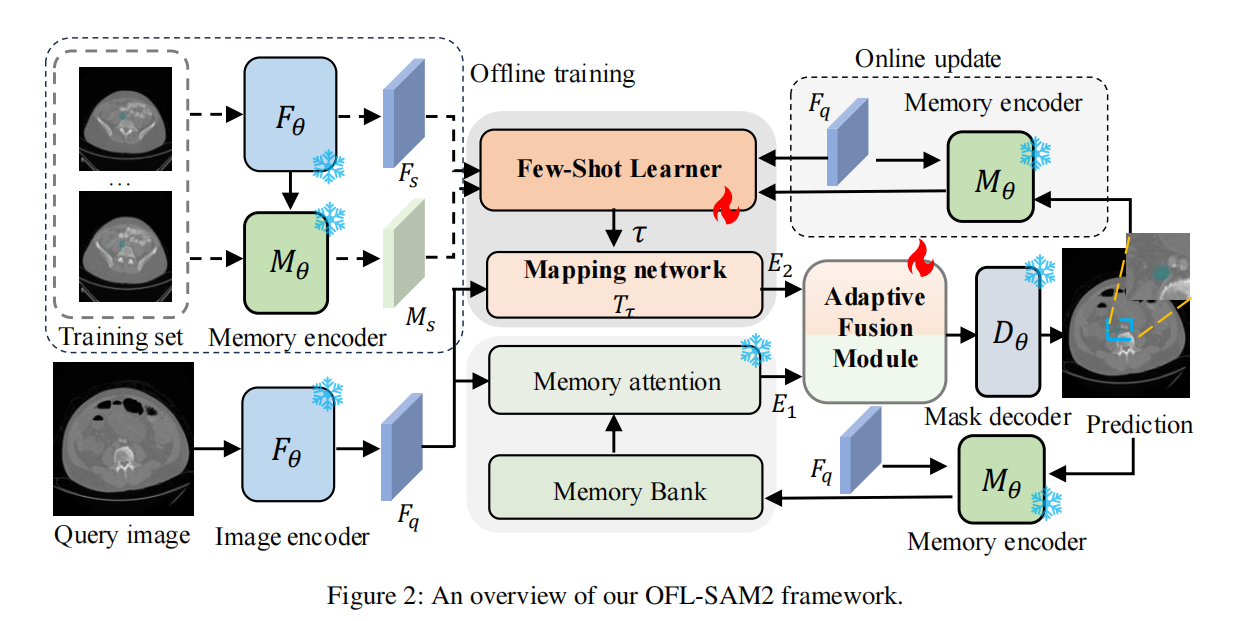 Online update
Offline training
F_q
Memory encoder
F_θ
F_s
Few-Shot Learner
M_θ
...
τ
M_θ
Mapping network
T_τ
E_2
Adaptive
Fusion
Module
D_θ
M_s
Training set
Memory encoder
Memory attention
E_1
Mask decoder
Prediction
F_θ
F_q
Memory Bank
F_q
M_θ
Query image
Image encoder
Memory encoder
Figure 2: An overview of our OFL-SAM2 framework.